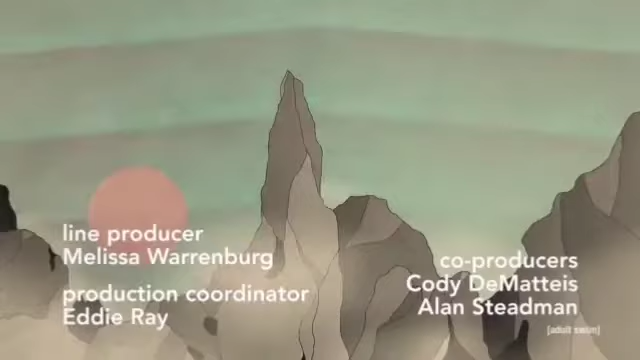 line producer
Melissa Warrenburg
production coordinator
Eddie Ray
co-producers
Cody DeMatteis
Alan Steadman
[adult swim]